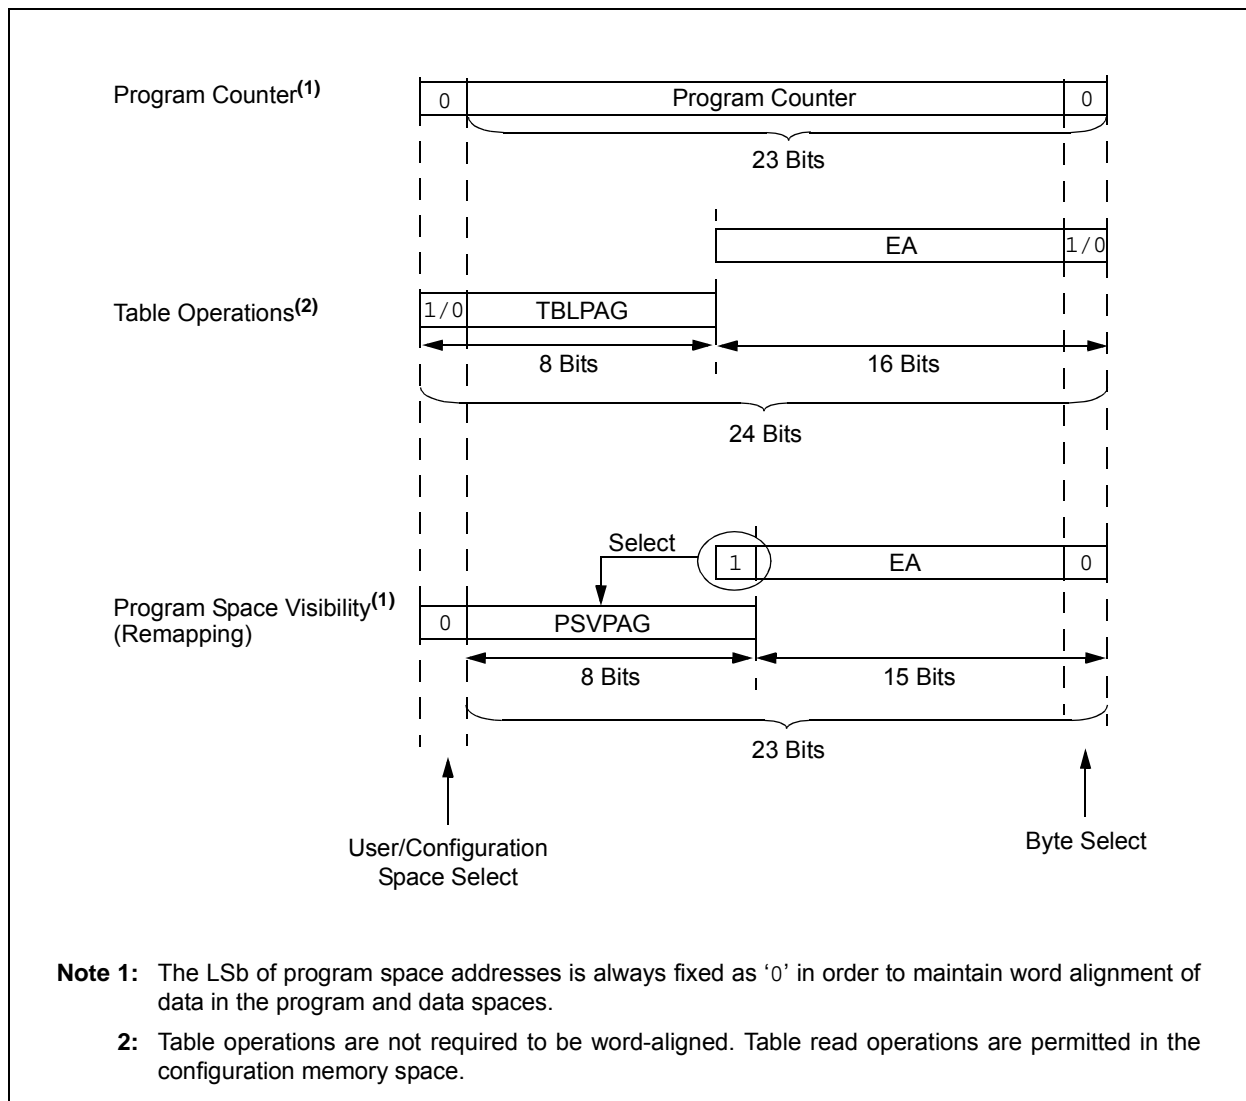 Program Counter(1)
0 Program Counter 0
23 Bits
EA 1/0
Table Operations(2)
1/0 TBLPAG
8 Bits 16 Bits
24 Bits
Select
1 EA 0
Program Space Visibility(1)
(Remapping)
0 PSVPAG
8 Bits 15 Bits
23 Bits
User/Configuration
Space Select
Byte Select
Note 1: The LSb of program space addresses is always fixed as ‘0’ in order to maintain word alignment of
data in the program and data spaces.
2: Table operations are not required to be word-aligned. Table read operations are permitted in the
configuration memory space.